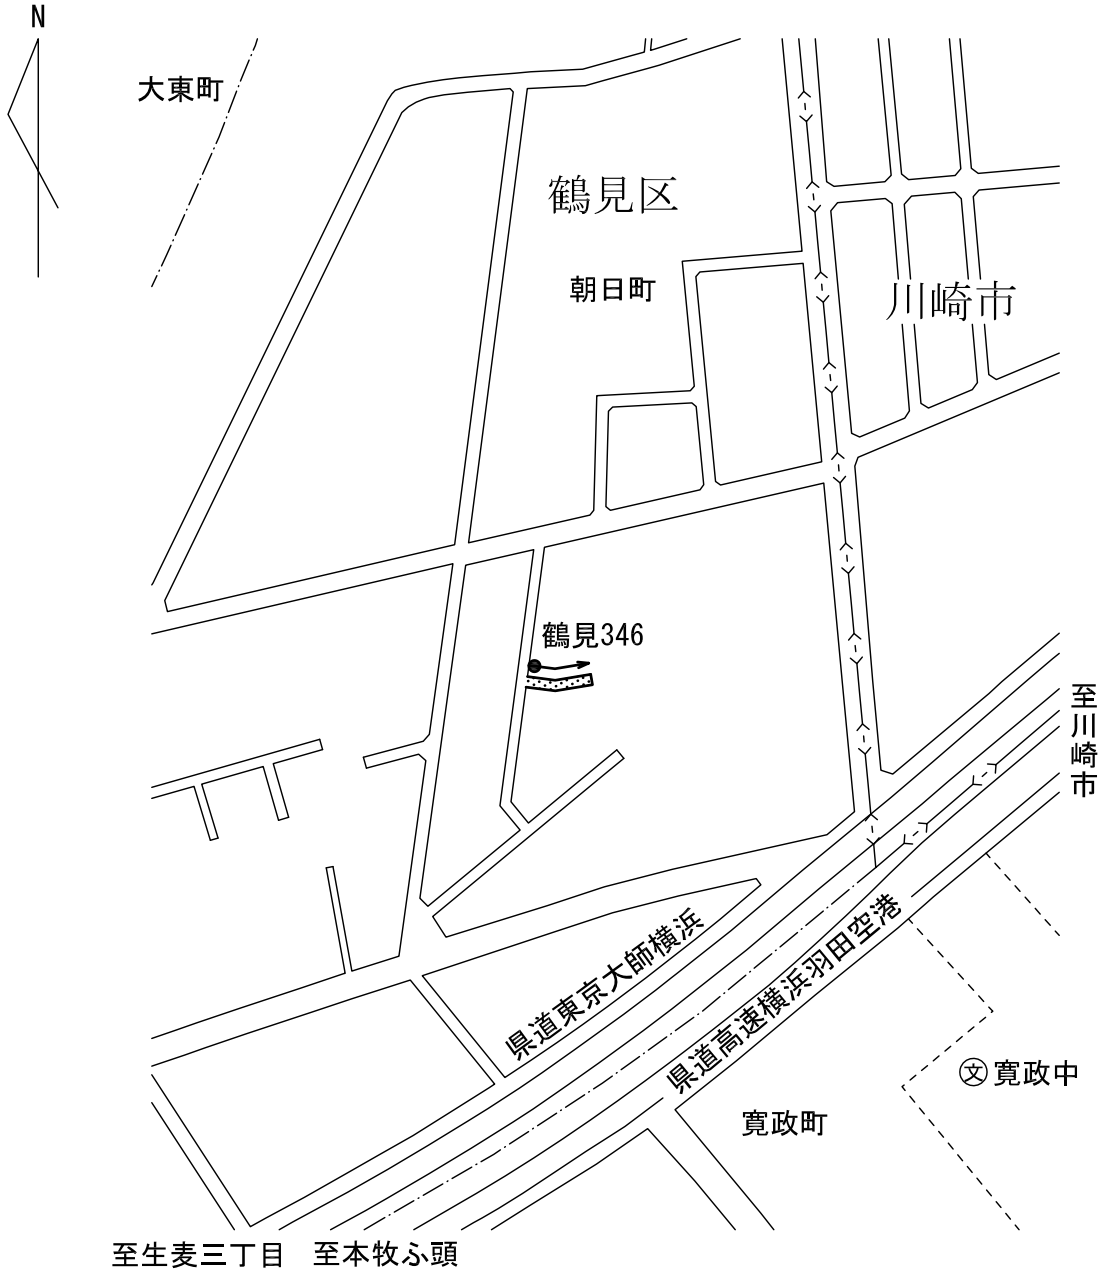 N
大東町
鶴見区
朝日町
川崎市
鶴見346
至川崎市
県道東京大師横浜
県道高速横浜羽田空港
文寛政中
寛政町
至生麦三丁目
至本牧ふ頭